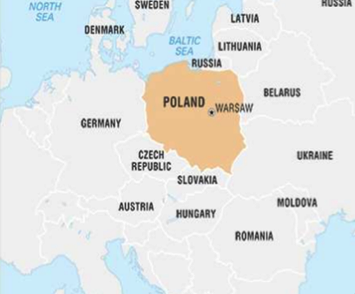 NORTH
SEA
SWEDEN
RUSSIA
DENMARK
LATVIA
BALTIC
SEA
LITHUANIA
RUSSIA
BELARUS
POLAND
WARSAW
GERMANY
CZECH
REPUBLIC
UKRAINE
SLOVAKIA
AUSTRIA
HUNGARY
MOLDOVA
ROMANIA